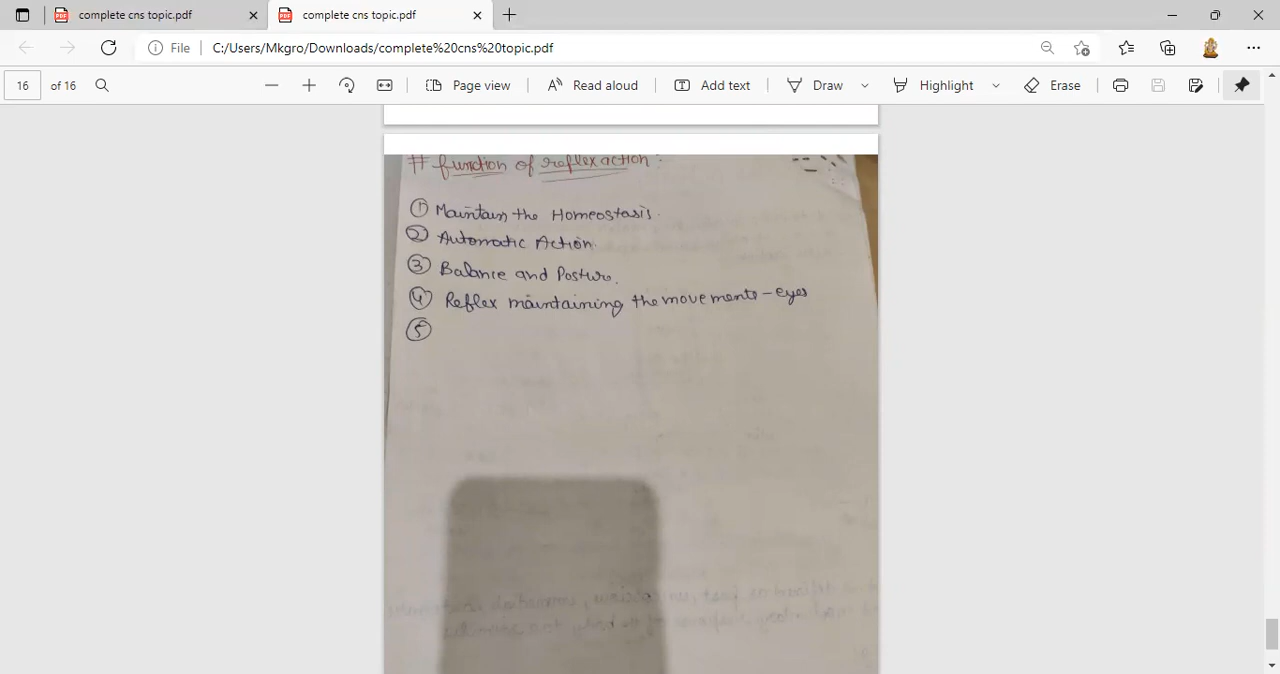 complete cns topic.pdf
complete cns topic.pdf
File C:/Users/Mkgro/Downloads/complete%20cns%20topic.pdf
16 of 16 Page view Read aloud Add text Draw Highlight Erase
# function of reflex action :
① Maintain the Homeostasis.
② Automatic Action.
③ Balance and Posture.
④ Reflex maintaining the movements - eyes
⑤